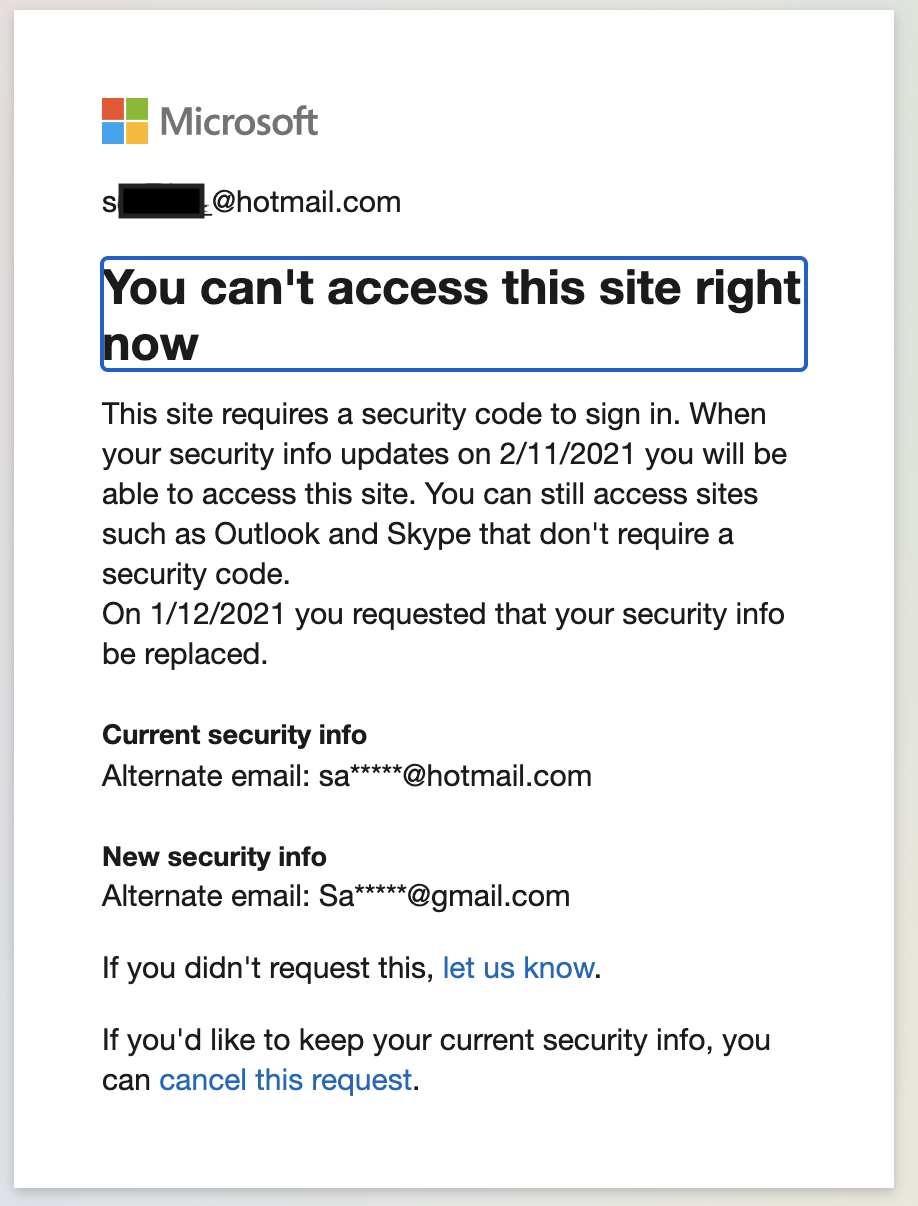 Microsoft
s @hotmail.com
You can't access this site right
now
This site requires a security code to sign in. When
your security info updates on 2/11/2021 you will be
able to access this site. You can still access sites
such as Outlook and Skype that don't require a
security code.
On 1/12/2021 you requested that your security info
be replaced.
Current security info
Alternate email: sa*****@hotmail.com
New security info
Alternate email: Sa*****@gmail.com
If you didn't request this, let us know.
If you'd like to keep your current security info, you
can cancel this request.